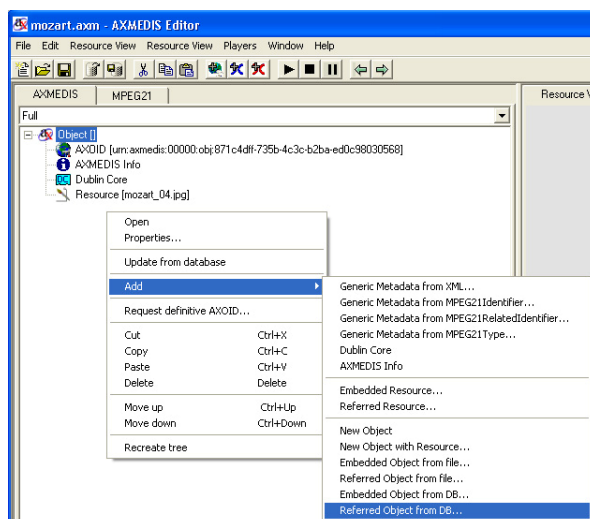 mozart.axm - AXMEDIS Editor
File Edit Resource View Resource View Players Window Help
AXMEDIS MPEG21
Resource V
Full
Object []
AXOID [urn:axmedis:00000:obj:871c4dff-735b-4c3c-b2ba-ed0c98030568]
AXMEDIS Info
DC Dublin Core
Resource [mozart_04.jpg]
Open
Properties...
Update from database
Add
Request definitive AXOID...
Cut Ctrl+X
Copy Ctrl+C
Paste Ctrl+V
Delete Delete
Move up Ctrl+Up
Move down Ctrl+Down
Recreate tree
Generic Metadata from XML...
Generic Metadata from MPEG21Identifier...
Generic Metadata from MPEG21RelatedIdentifier...
Generic Metadata from MPEG21Type...
Dublin Core
AXMEDIS Info
Embedded Resource...
Referred Resource...
New Object
New Object with Resource...
Embedded Object from file...
Referred Object from file...
Embedded Object from DB...
Referred Object from DB...